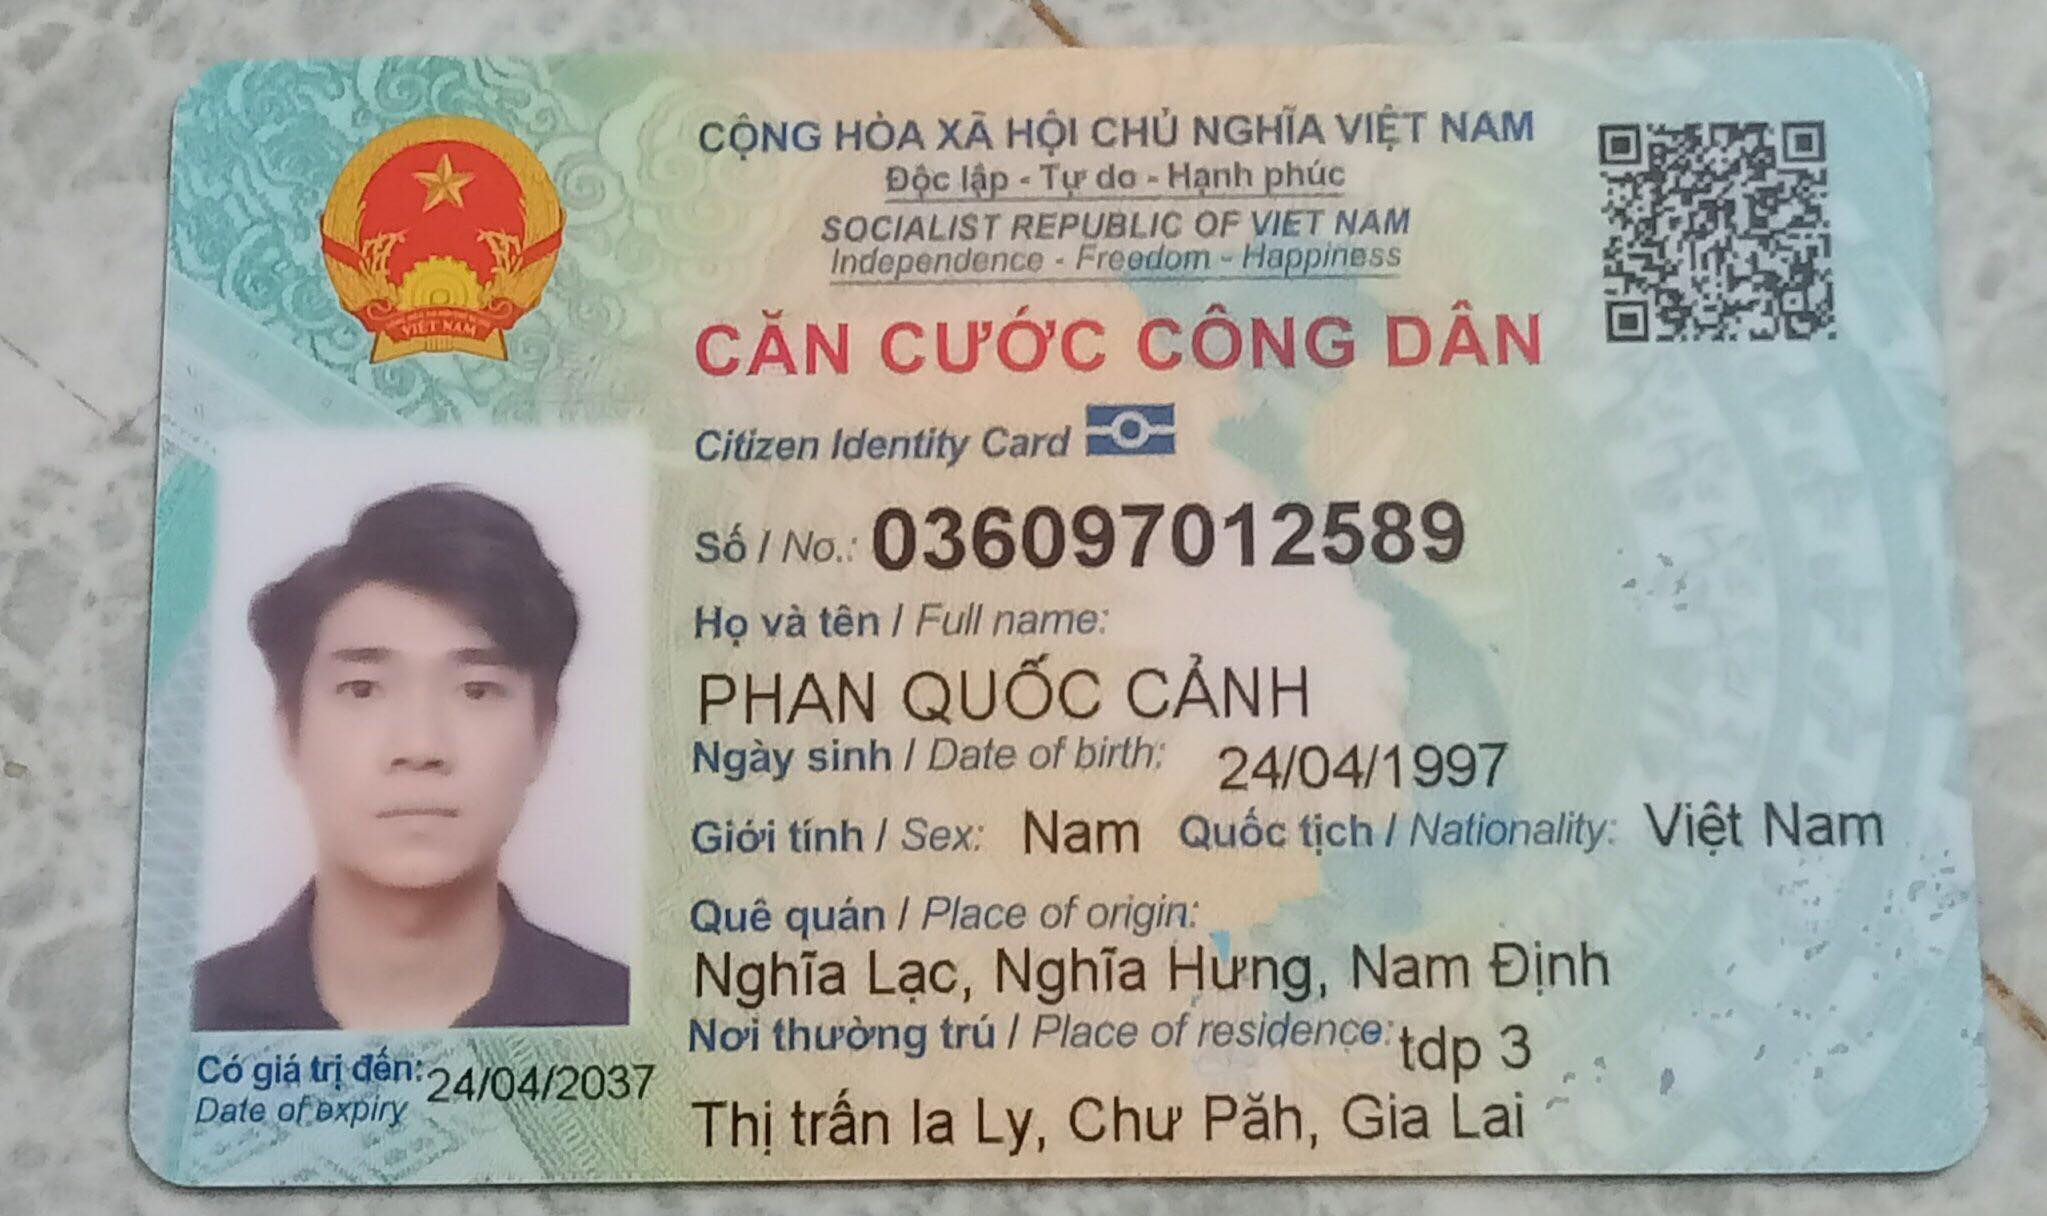 CỘNG HÒA XÃ HỘI CHỦ NGHĨA VIỆT NAM
Độc lập - Tự do - Hạnh phúc
SOCIALIST REPUBLIC OF VIET NAM
Independence - Freedom - Happiness
CĂN CƯỚC CÔNG DÂN
Citizen Identity Card
Số / No.: 036097012589
Họ và tên / Full name:
PHAN QUỐC CẢNH
Ngày sinh / Date of birth: 24/04/1997
Giới tính / Sex: Nam Quốc tịch / Nationality: Việt Nam
Quê quán / Place of origin:
Nghĩa Lạc, Nghĩa Hưng, Nam Định
Nơi thường trú / Place of residence: tdp 3
Thị trấn Ia Ly, Chư Păh, Gia Lai
Có giá trị đến: 24/04/2037
Date of expiry
VIỆT NAM